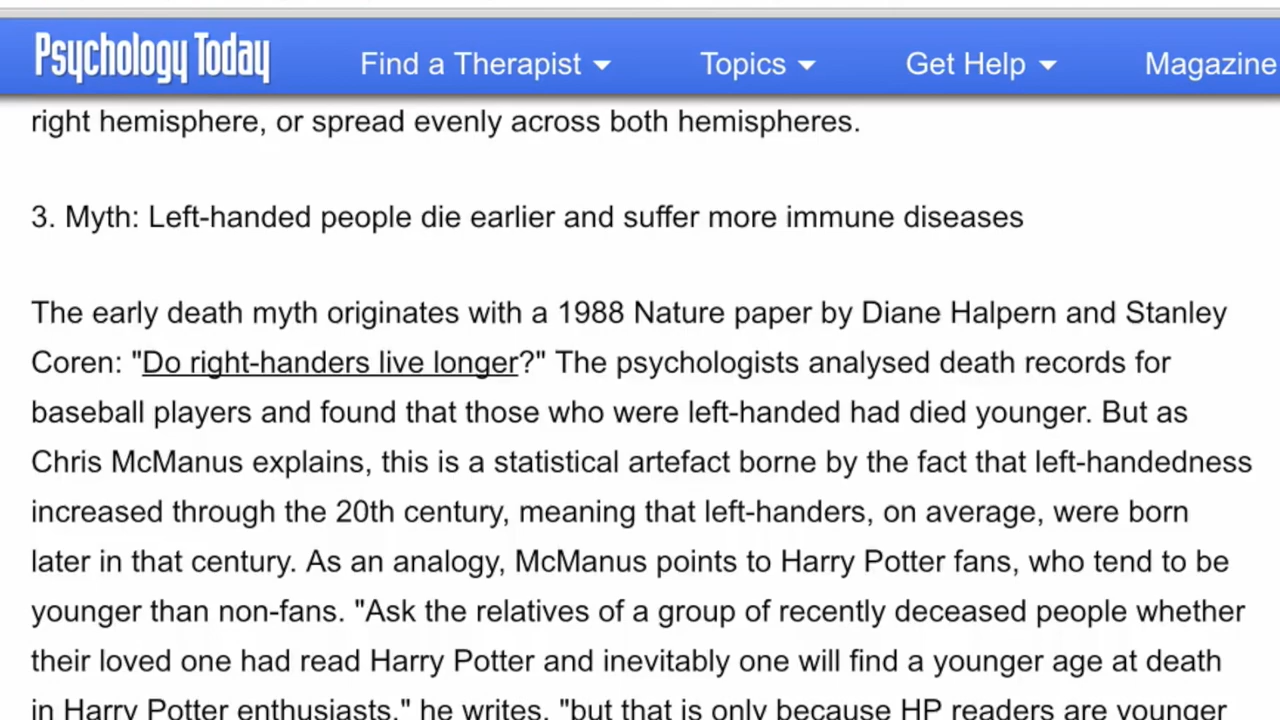 Psychology Today
Find a Therapist
Topics
Get Help
Magazine
right hemisphere, or spread evenly across both hemispheres.
3. Myth: Left-handed people die earlier and suffer more immune diseases
The early death myth originates with a 1988 Nature paper by Diane Halpern and Stanley
Coren: "Do right-handers live longer?" The psychologists analysed death records for
baseball players and found that those who were left-handed had died younger. But as
Chris McManus explains, this is a statistical artefact borne by the fact that left-handedness
increased through the 20th century, meaning that left-handers, on average, were born
later in that century. As an analogy, McManus points to Harry Potter fans, who tend to be
younger than non-fans. "Ask the relatives of a group of recently deceased people whether
their loved one had read Harry Potter and inevitably one will find a younger age at death
in Harry Potter enthusiasts," he writes, "but that is only because HP readers are younger